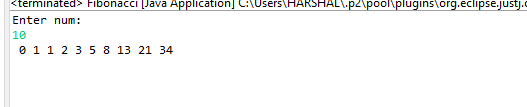 <terminated> Fibonacci [Java Application] C:\Users\HARSHAL\.p2\pool\plugins\org.eclipse.justj.o
Enter num:
10
0 1 1 2 3 5 8 13 21 34